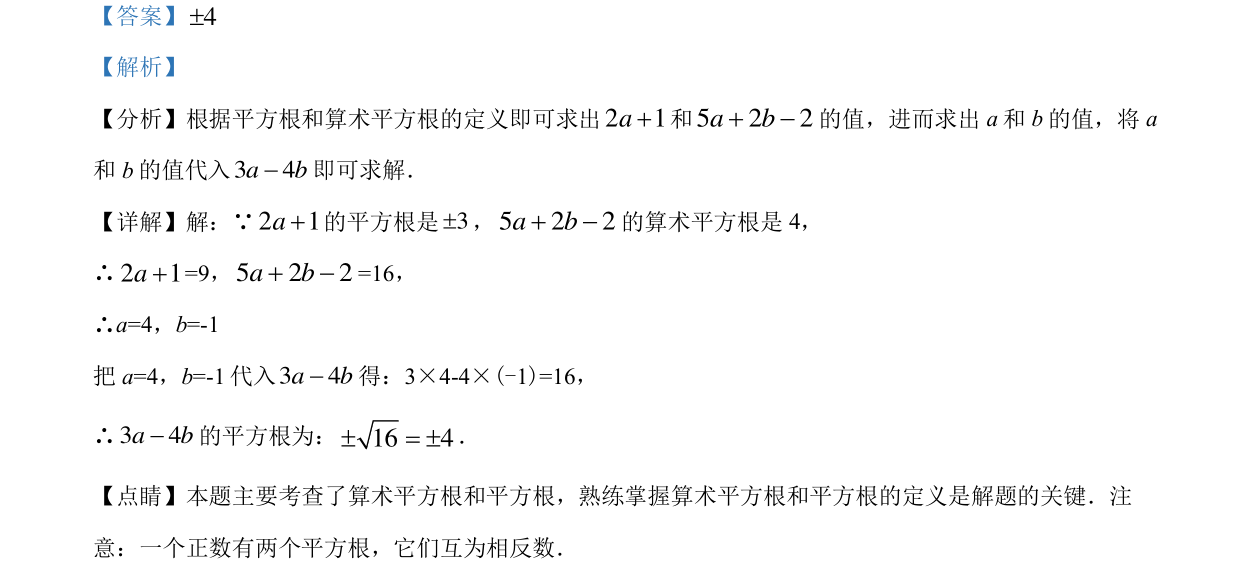 【答案】±4
【解析】
【分析】根据平方根和算术平方根的定义即可求出2a+1和5a+2b−2的值，进而求出a和b的值，将a
和b的值代入3a−4b即可求解．
【详解】解：∵2a+1的平方根是±3，5a+2b−2的算术平方根是4，
∴2a+1=9，5a+2b−2=16，
∴a=4，b=-1
把a=4，b=-1代入3a−4b得：3×4-4×(-1)=16，
∴3a−4b的平方根为：±√16=±4．
【点睛】本题主要考查了算术平方根和平方根，熟练掌握算术平方根和平方根的定义是解题的关键．注
意：一个正数有两个平方根，它们互为相反数．